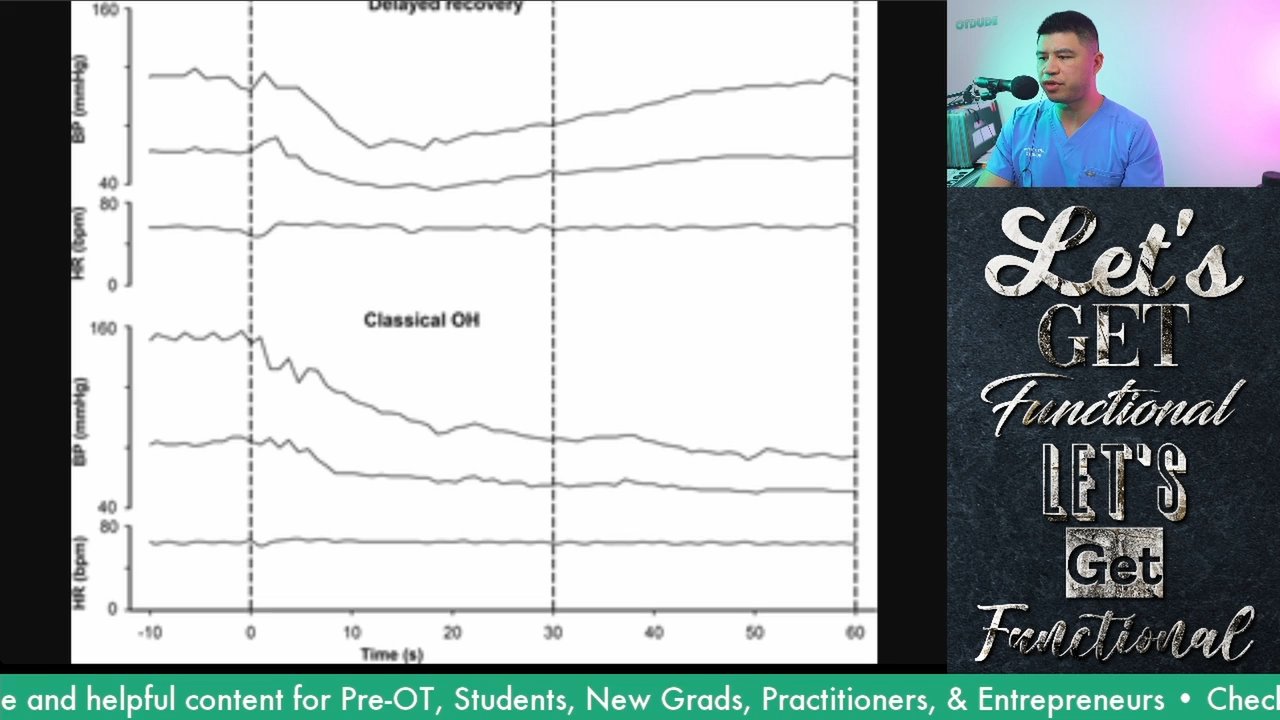 Delayed recovery
160
BP (mmHg)
40
80
HR (bpm)
0
Classical OH
160
BP (mmHg)
40
80
HR (bpm)
0
-10 0 10 20 30 40 50 60
Time (s)
OTDUDE
Let's
GET
Functional
LET'S
Get
Functional
e and helpful content for Pre-OT, Students, New Grads, Practitioners, & Entrepreneurs • Chec